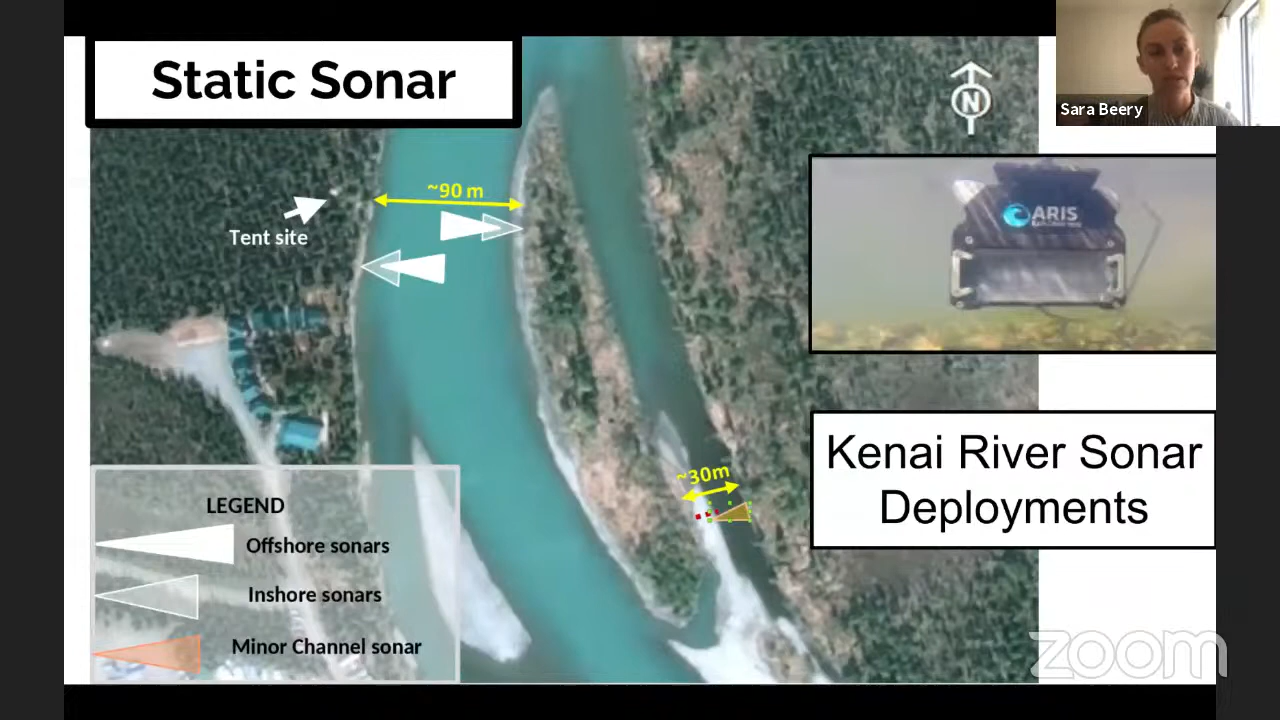 Static Sonar
Sara Beery
N
~90 m
Tent site
ARIS
~30m
Kenai River Sonar
Deployments
LEGEND
Offshore sonars
Inshore sonars
Minor Channel sonar
zoom